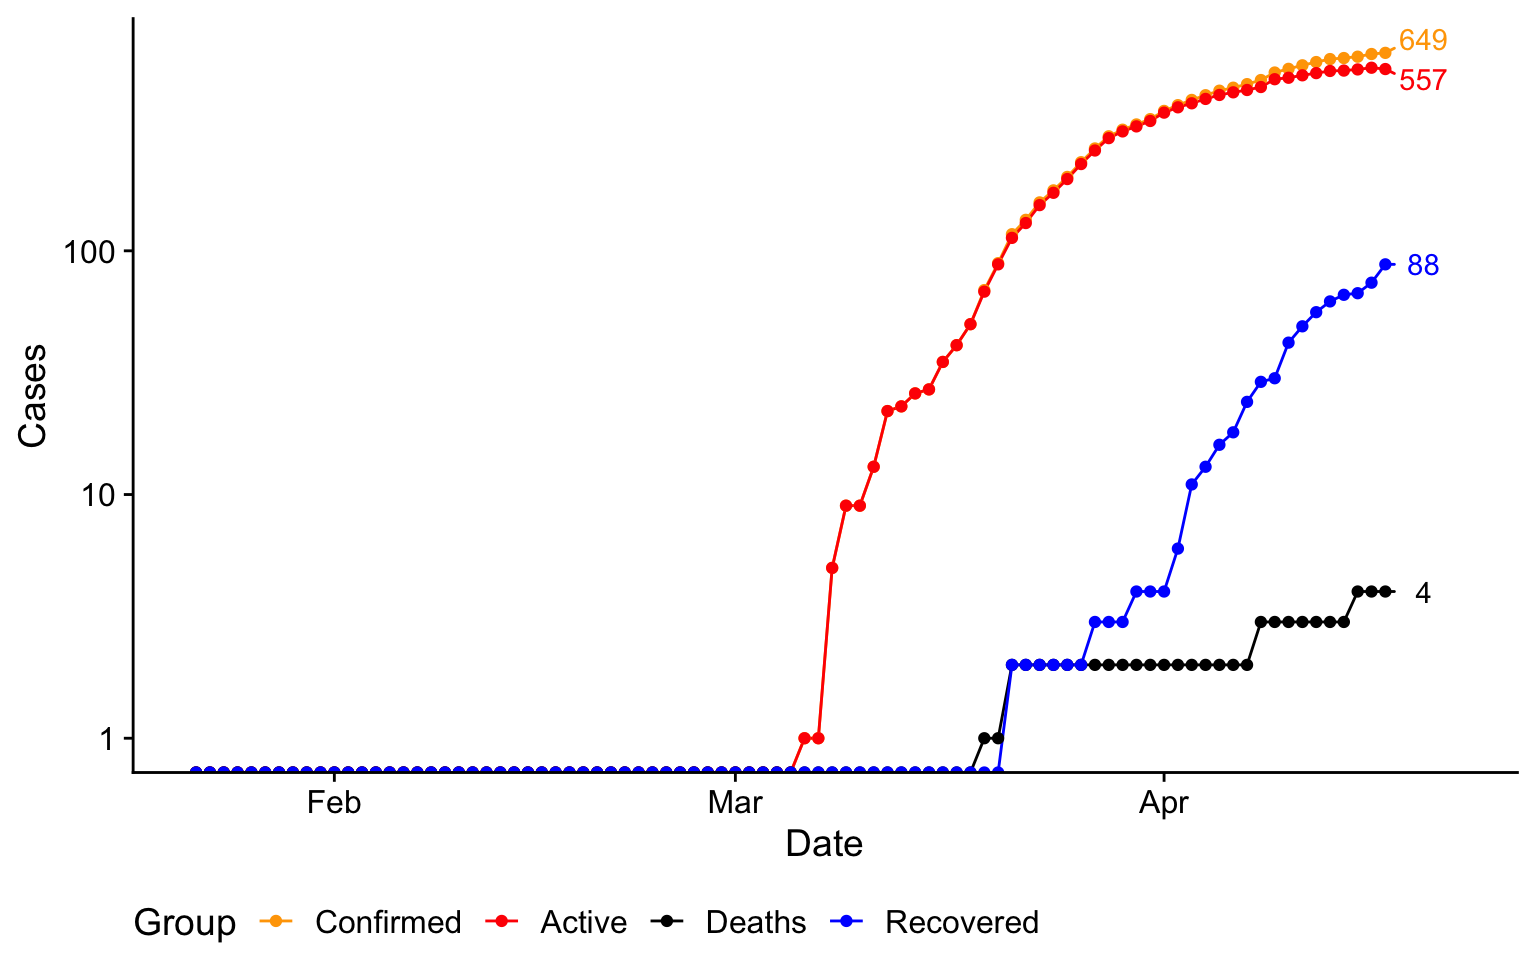 649
557
100
88
Cases
10
4
1
Feb Mar Apr
Date
Group Confirmed Active Deaths Recovered